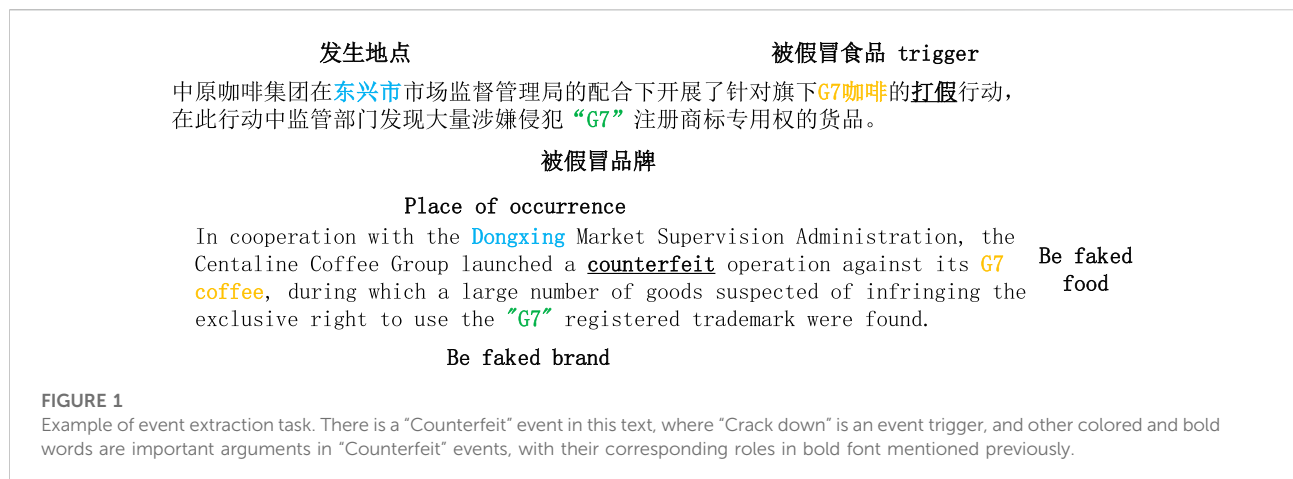 发生地点 被假冒食品 trigger
中原咖啡集团在东兴市市场监督管理局的配合下开展了针对旗下G7咖啡的打假行动，
在此行动中监管部门发现大量涉嫌侵犯“G7”注册商标专用权的货品。
被假冒品牌
Place of occurrence
In cooperation with the Dongxing Market Supervision Administration, the
Centaline Coffee Group launched a counterfeit operation against its G7
coffee, during which a large number of goods suspected of infringing the
exclusive right to use the "G7" registered trademark were found.
Be faked
food
Be faked brand
FIGURE 1
Example of event extraction task. There is a “Counterfeit” event in this text, where “Crack down” is an event trigger, and other colored and bold
words are important arguments in “Counterfeit” events, with their corresponding roles in bold font mentioned previously.